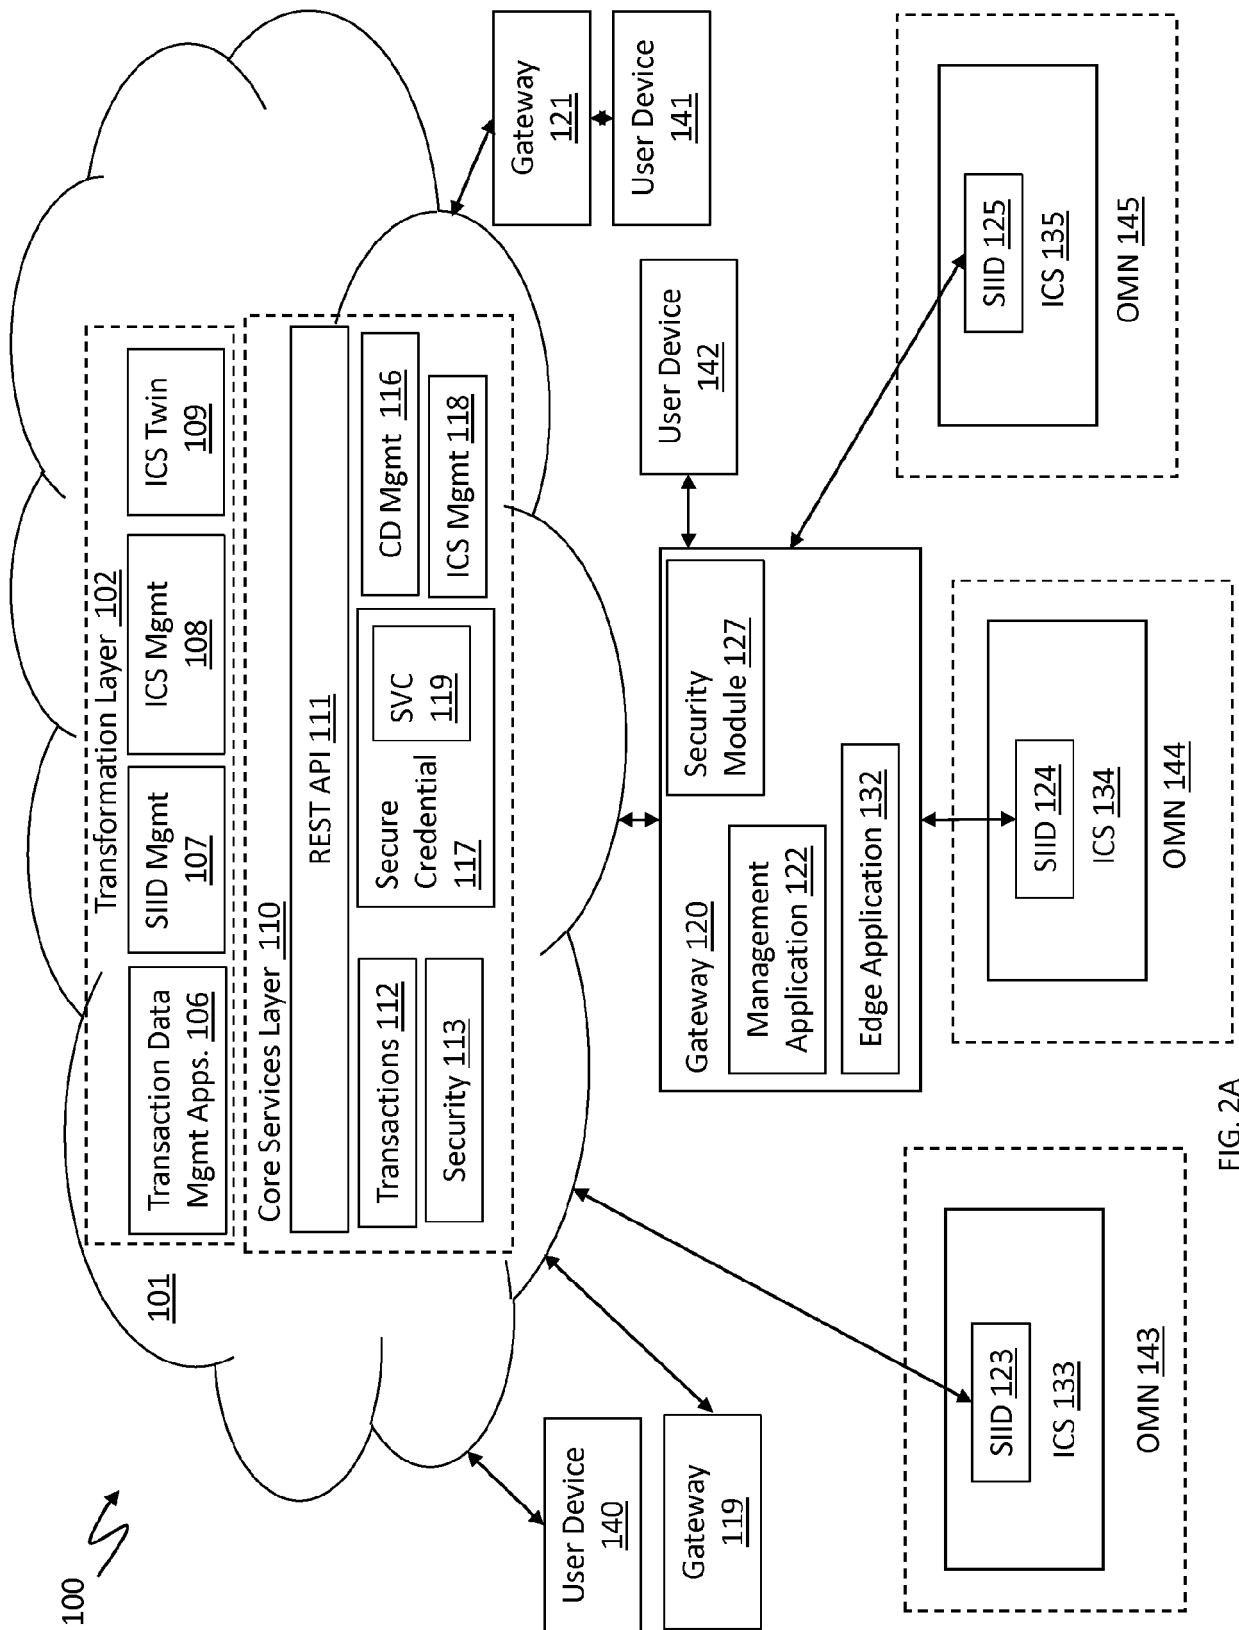 100
101
Transformation Layer 102
Transaction Data
Mgmt Apps. 106
SIID Mgmt
107
ICS Mgmt
108
ICS Twin
109
Core Services Layer 110
REST API 111
Transactions 112
Security 113
Secure
Credential
117
SVC
119
CD Mgmt 116
ICS Mgmt 118
User Device
140
Gateway
119
Gateway 120
Management
Application 122
Edge Application 132
Security
Module 127
User Device
142
Gateway
121
User Device
141
SIID 123
ICS 133
OMN 143
SIID 124
ICS 134
OMN 144
SIID 125
ICS 135
OMN 145
FIG. 2A